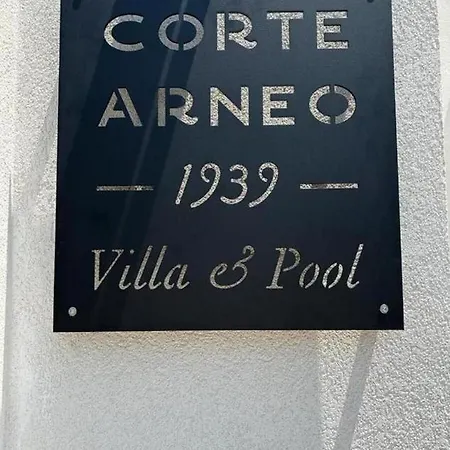 CORTE
ARNEO
— 1939 —
Villa & Pool